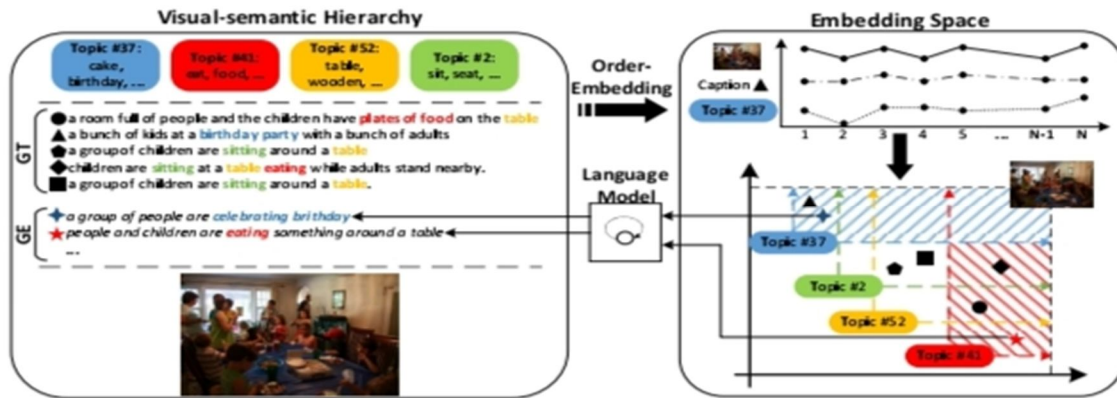 Visual-semantic Hierarchy
Topic #37:
cake,
birthday, ...
Topic #41:
eat, food, ...
Topic #52:
table,
wooden, ...
Topic #2:
sit, seat, ...
GT
a room full of people and the children have plates of food on the table
a bunch of kids at a birthday party with a bunch of adults
a group of children are sitting around a table
children are sitting at a table eating while adults stand nearby.
a group of children are sitting around a table.
GE
a group of people are celebrating brithday
people and children are eating something around a table
...
Order-
Embedding
Language
Model
Embedding Space
Caption
Topic #37
1 2 3 4 5 ... N-1 N
Topic #37
Topic #2
Topic #52
Topic #41